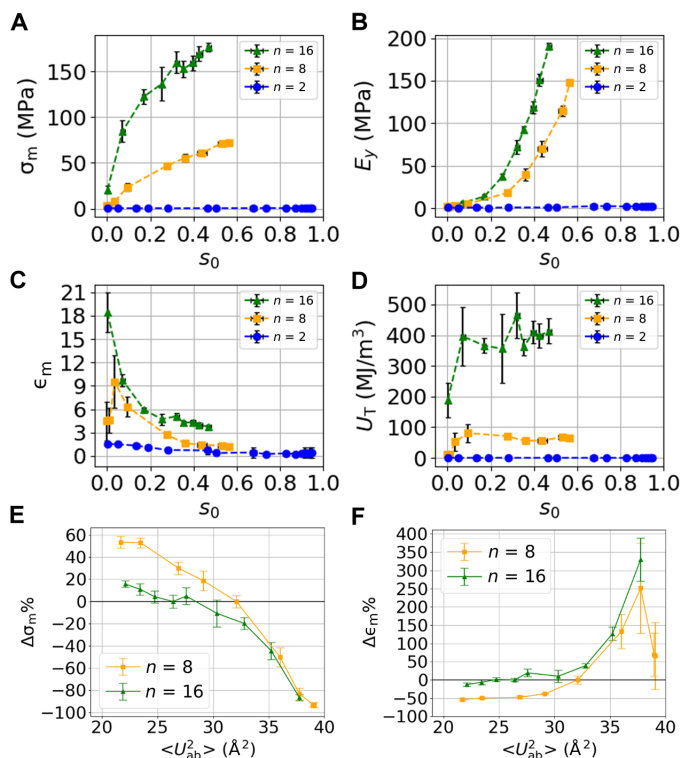 A
σm (MPa)
150
100
50
0
n = 16
n = 8
n = 2
0.0 0.2 0.4 0.6 0.8 1.0
s0
B
Ey (MPa)
200
150
100
50
0
n = 16
n = 8
n = 2
0.0 0.2 0.4 0.6 0.8 1.0
s0
C
ϵm
21
18
15
12
9
6
3
0
n = 16
n = 8
n = 2
0.0 0.2 0.4 0.6 0.8 1.0
s0
D
UT (MJ/m³)
500
400
300
200
100
0
n = 16
n = 8
n = 2
0.0 0.2 0.4 0.6 0.8 1.0
s0
E
Δσm%
60
40
20
0
−20
−40
−60
−80
−100
n = 8
n = 16
20 25 30 35 40
<U²ab> (Å²)
F
Δϵm%
400
350
300
250
200
150
100
50
0
−50
−100
n = 8
n = 16
20 25 30 35 40
<U²ab> (Å²)